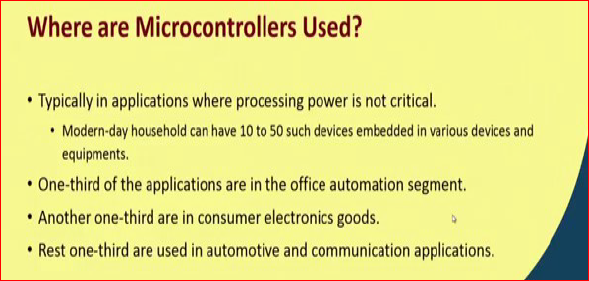 Where are Microcontrollers Used?
• Typically in applications where processing power is not critical.
• Modern-day household can have 10 to 50 such devices embedded in various devices and
equipments.
• One-third of the applications are in the office automation segment.
• Another one-third are in consumer electronics goods.
• Rest one-third are used in automotive and communication applications.